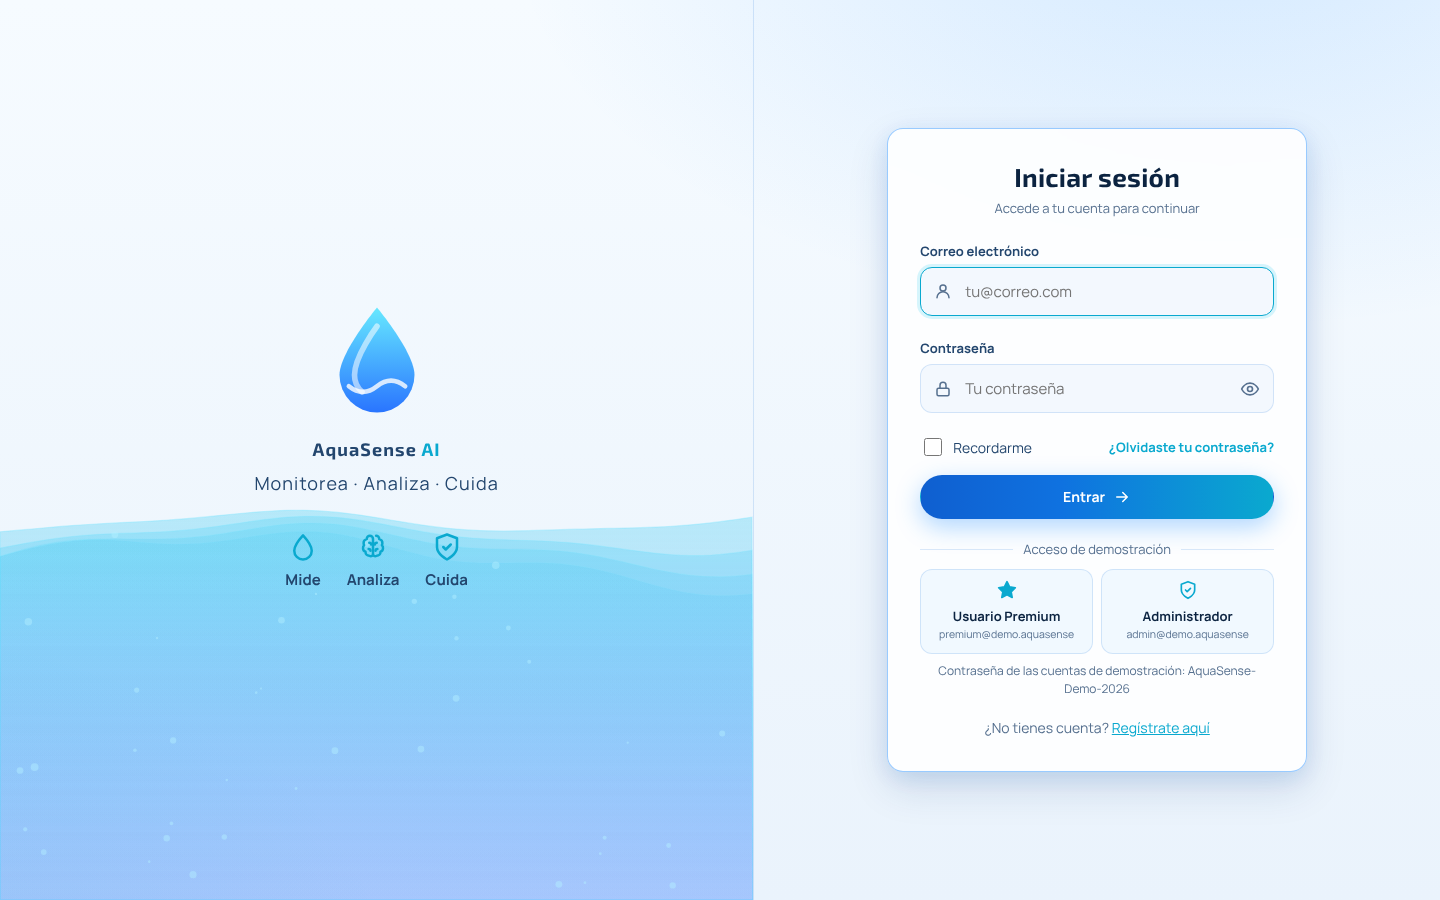 AquaSense AI
Monitorea · Analiza · Cuida
Mide
Analiza
Cuida
Iniciar sesión
Accede a tu cuenta para continuar
Correo electrónico
tu@correo.com
Contraseña
Tu contraseña
Recordarme
¿Olvidaste tu contraseña?
Entrar
Acceso de demostración
Usuario Premium
premium@demo.aquasense
Administrador
admin@demo.aquasense
Contraseña de las cuentas de demostración: AquaSense-
Demo-2026
¿No tienes cuenta? Regístrate aquí